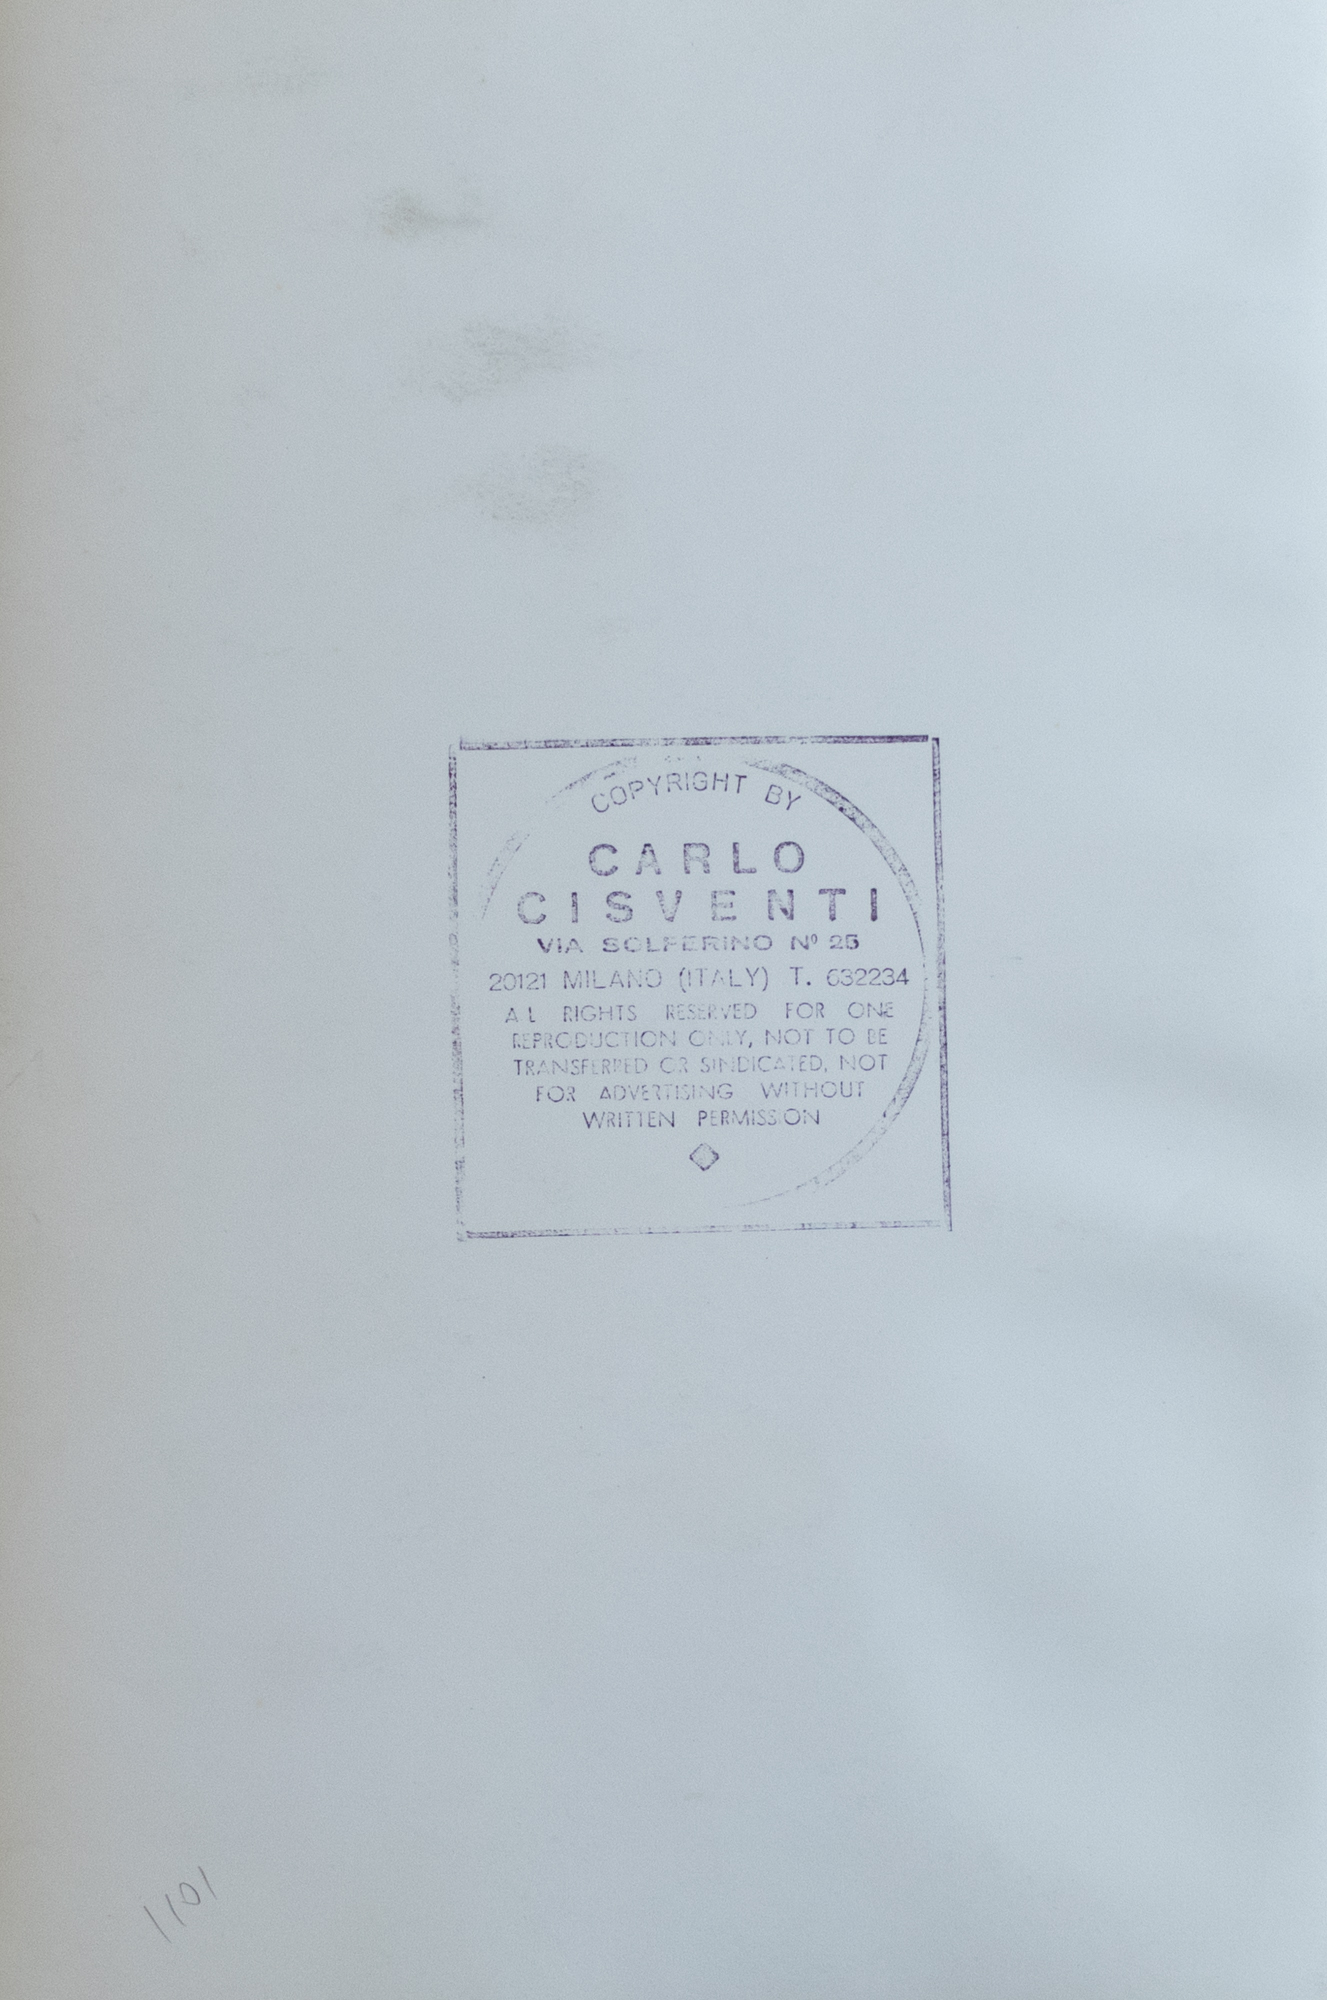 COPYRIGHT BY
CARLO
CISVENTI
VIA SOLFERINO Nº 25
20121 MILANO (ITALY) T. 632234
AL RIGHTS RESERVED FOR ONE
REPRODUCTION ONLY, NOT TO BE
TRANSFERRED OR SINDICATED, NOT
FOR ADVERTISING WITHOUT
WRITTEN PERMISSION
1101